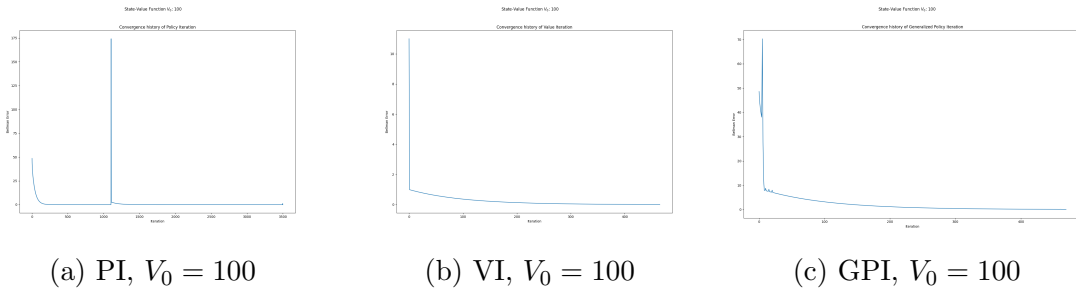 State-Value Function V₀: 100
Convergence history of Policy Iteration
175
150
125
100
75
50
25
0
Bellman Error
0 500 1000 1500 2000 2500 3000 3500
Iteration
(a) PI, V₀ = 100
State-Value Function V₀: 100
Convergence history of Value Iteration
10
8
6
4
2
0
Bellman Error
0 100 200 300 400
Iteration
(b) VI, V₀ = 100
State-Value Function V₀: 100
Convergence history of Generalized Policy Iteration
70
60
50
40
30
20
10
0
Bellman Error
0 100 200 300 400
Iteration
(c) GPI, V₀ = 100